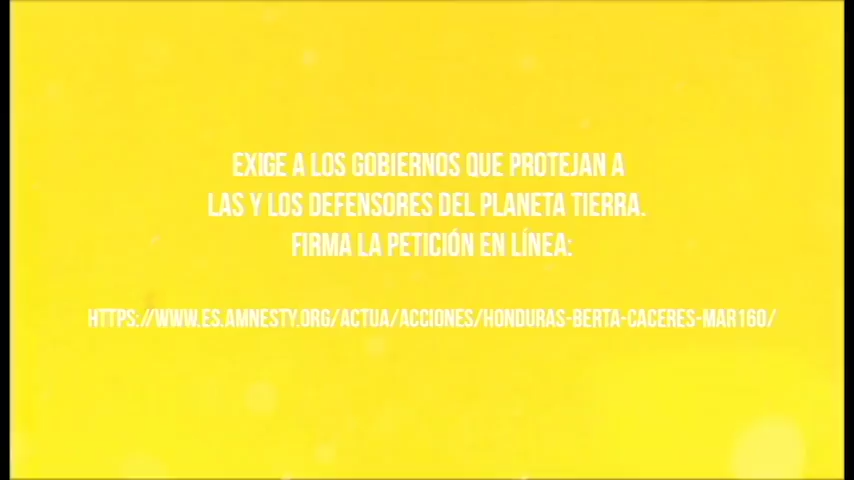 EXIGE A LOS GOBIERNOS QUE PROTEJAN A
LAS Y LOS DEFENSORES DEL PLANETA TIERRA.
FIRMA LA PETICIÓN EN LÍNEA:
HTTPS://WWW.ES.AMNESTY.ORG/ACTUA/ACCIONES/HONDURAS-BERTA-CACERES-MAR160/